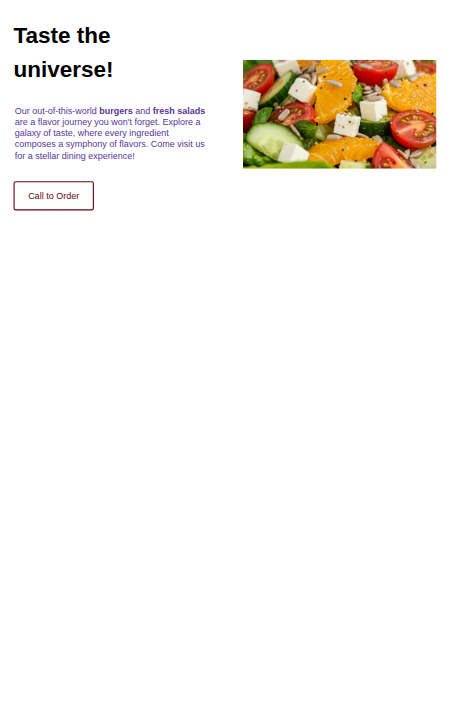 Taste the
universe!
Our out-of-this-world burgers and fresh salads
are a flavor journey you won't forget. Explore a
galaxy of taste, where every ingredient
composes a symphony of flavors. Come visit us
for a stellar dining experience!
Call to Order